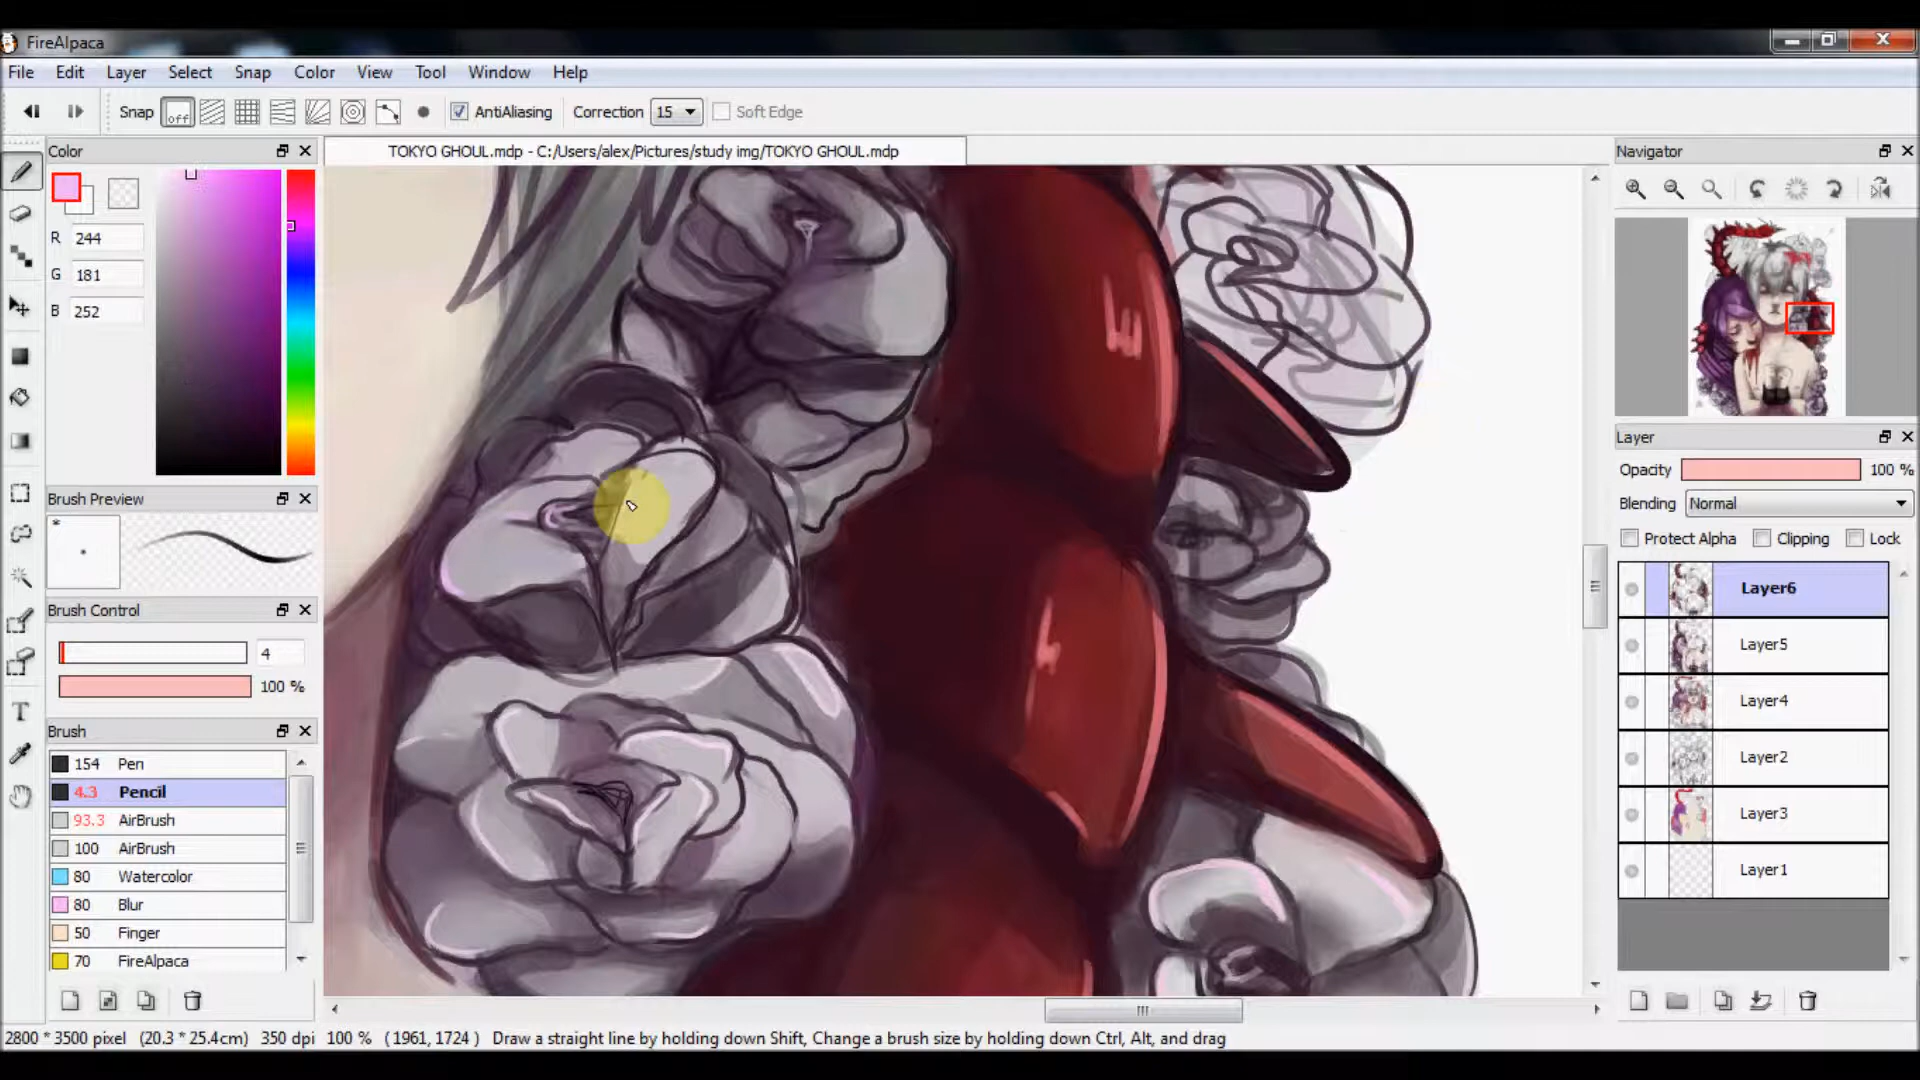 FireAlpaca
File Edit Layer Select Snap Color View Tool Window Help
Snap off AntiAliasing Correction 15 Soft Edge
Color
TOKYO GHOUL.mdp - C:/Users/alex/Pictures/study img/TOKYO GHOUL.mdp
Navigator
R 244
G 181
B 252
Layer
Opacity 100 %
Blending Normal
Protect Alpha Clipping Lock
Brush Preview
*
Brush Control
4
100 %
Brush
154 Pen
4.3 Pencil
93.3 AirBrush
100 AirBrush
80 Watercolor
80 Blur
50 Finger
70 FireAlpaca
Layer6
Layer5
Layer4
Layer2
Layer3
Layer1
T
2800 * 3500 pixel (20.3 * 25.4cm) 350 dpi 100 % ( 1961, 1724 ) Draw a straight line by holding down Shift, Change a brush size by holding down Ctrl, Alt, and drag